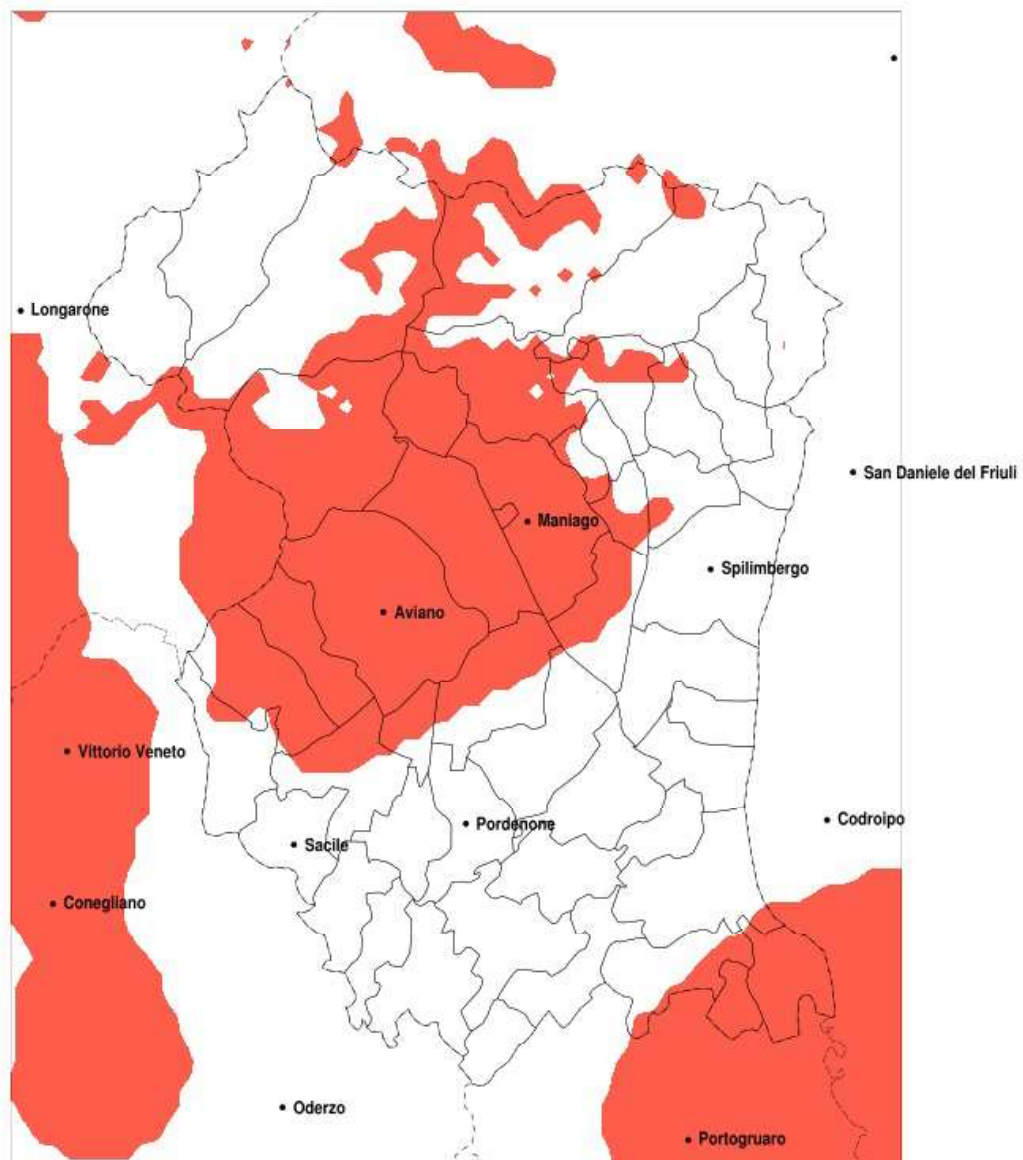 Longarone
San Daniele del Friuli
Maniago
Spilimbergo
Aviano
Vittorio Veneto
Codroipo
Pordenone
Sacile
Conegliano
Oderzo
Portogruaro